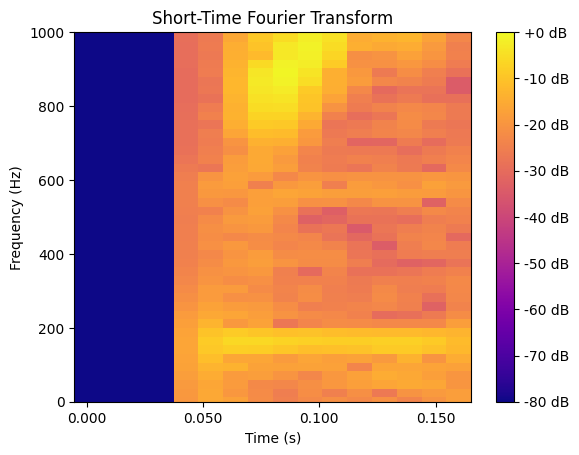 Short-Time Fourier Transform
1000
800
600
400
200
0
Frequency (Hz)
0.000
0.050
0.100
0.150
Time (s)
+0 dB
-10 dB
-20 dB
-30 dB
-40 dB
-50 dB
-60 dB
-70 dB
-80 dB